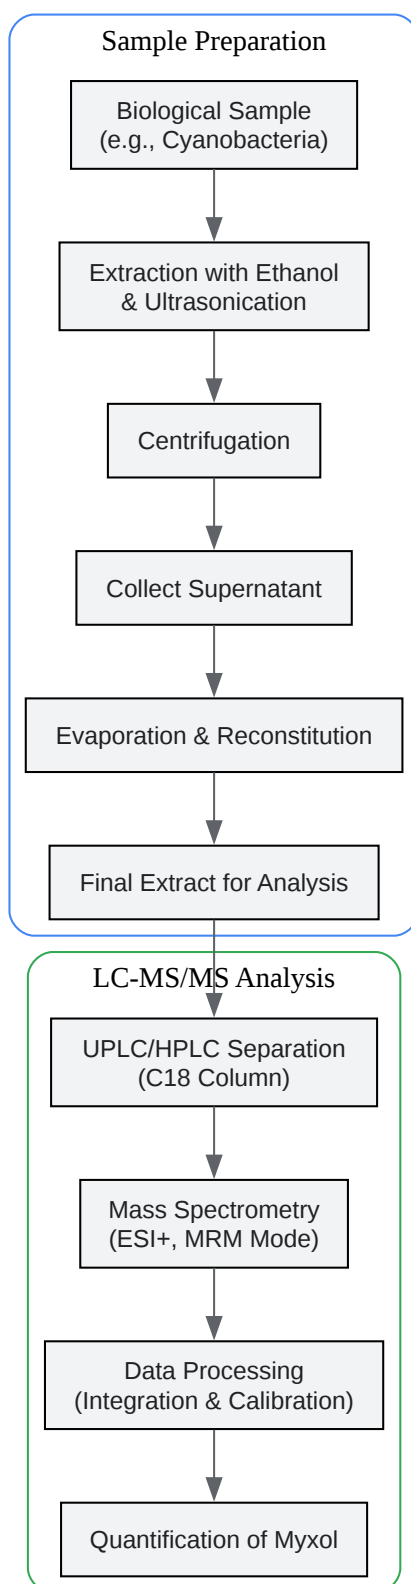 Sample Preparation
Biological Sample
(e.g., Cyanobacteria)
Extraction with Ethanol
& Ultrasonication
Centrifugation
Collect Supernatant
Evaporation & Reconstitution
Final Extract for Analysis
LC-MS/MS Analysis
UPLC/HPLC Separation
(C18 Column)
Mass Spectrometry
(ESI+, MRM Mode)
Data Processing
(Integration & Calibration)
Quantification of Myxol